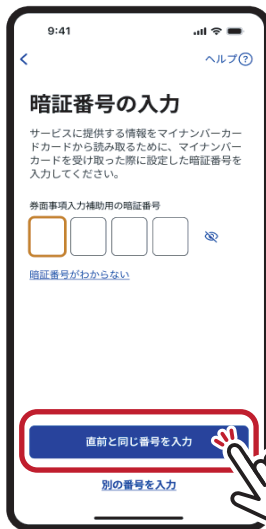 9:41
ヘルプ?
暗証番号の入力
サービスに提供する情報をマイナンバーカー
ドカードから読み取るために、マイナンバー
カードを受け取った際に設定した暗証番号を
入力してください。
券面事項入力補助用の暗証番号
暗証番号がわからない
直前と同じ番号を入力
別の番号を入力